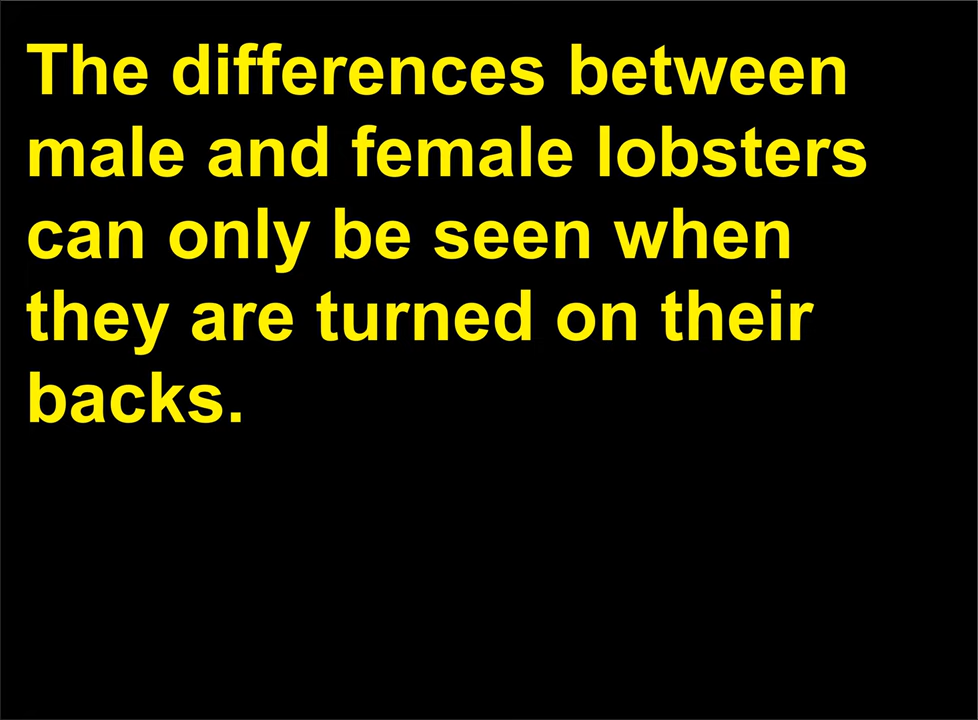 The differences between
male and female lobsters
can only be seen when
they are turned on their
backs.